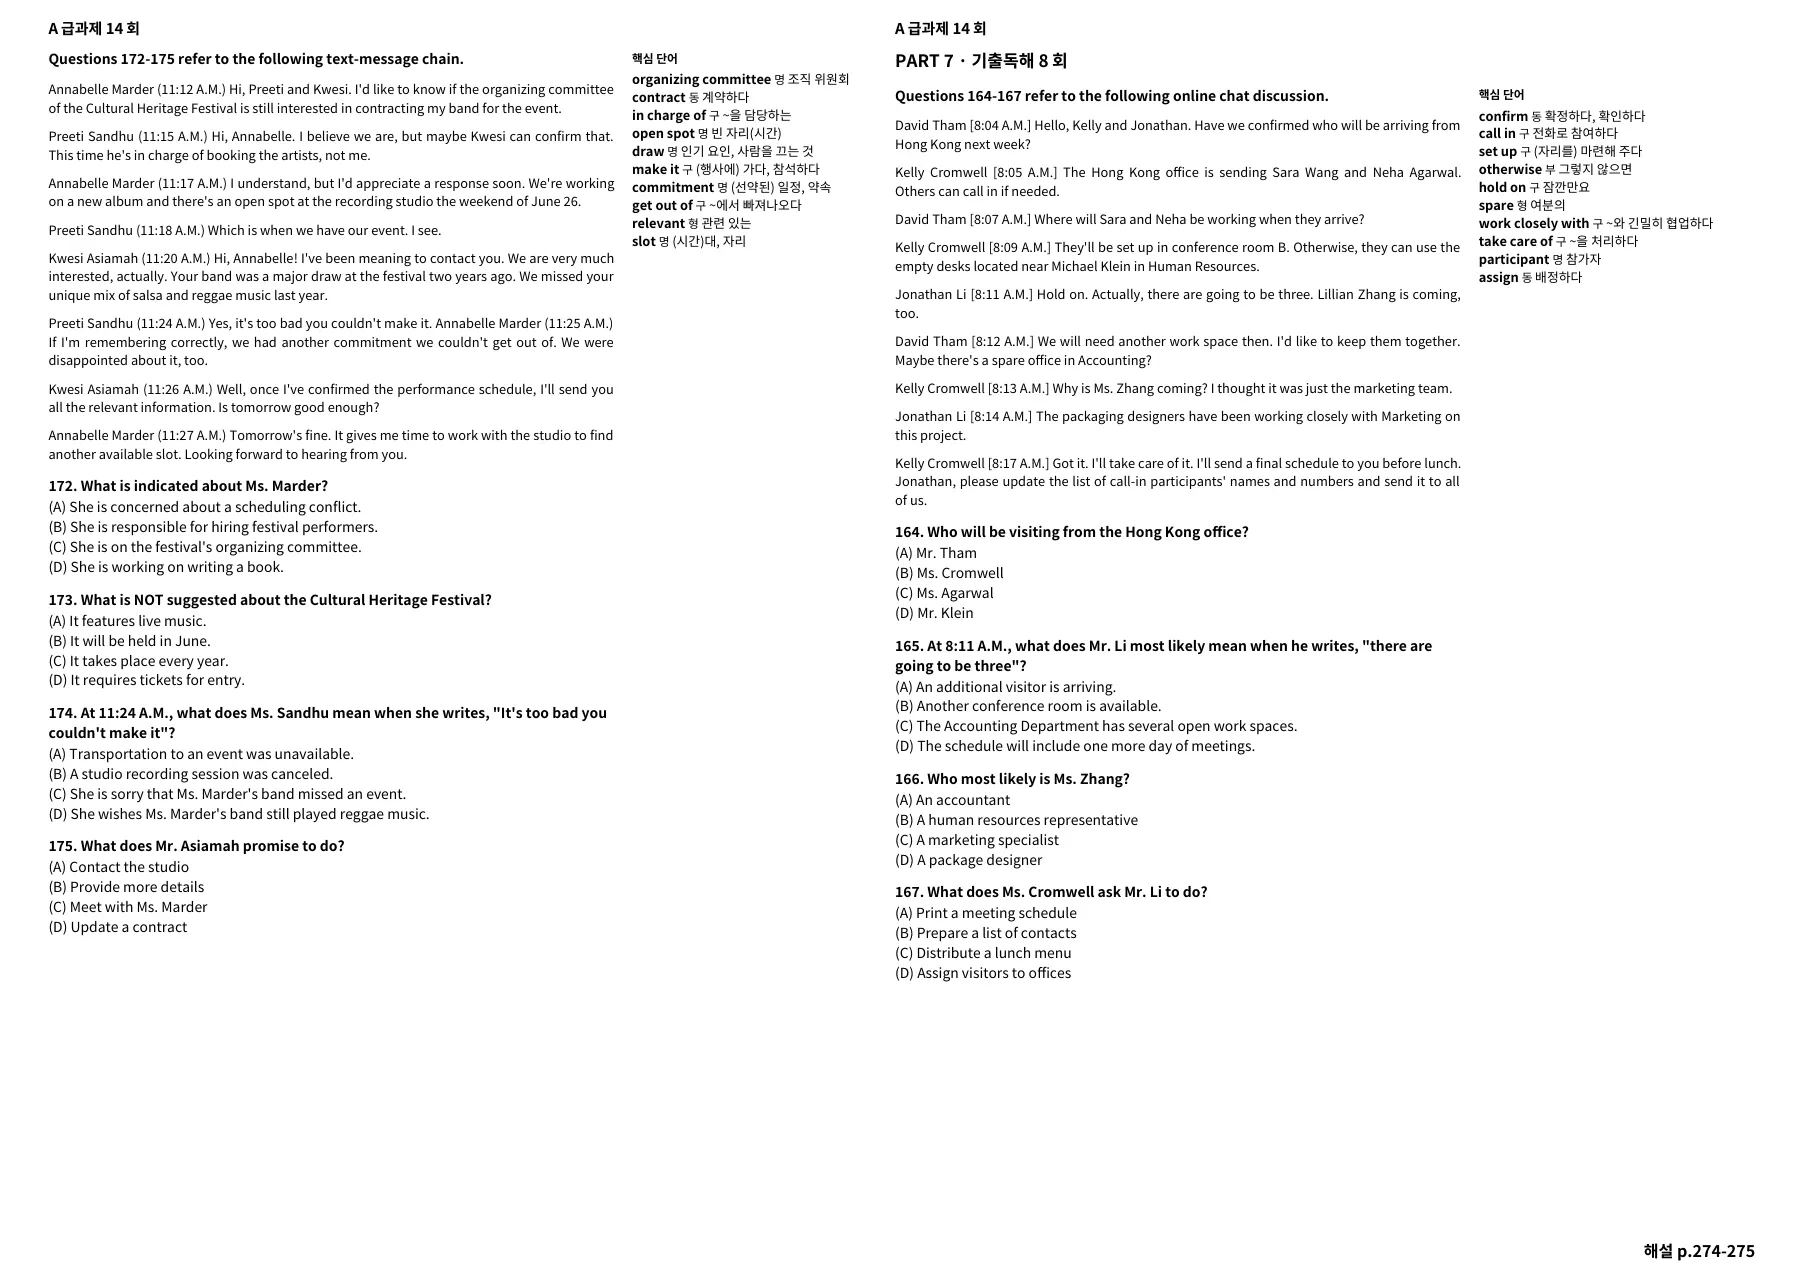 A 급과제 14 회
Questions 172-175 refer to the following text-message chain.
Annabelle Marder (11:12 A.M.) Hi, Preeti and Kwesi. I'd like to know if the organizing committee
of the Cultural Heritage Festival is still interested in contracting my band for the event.
Preeti Sandhu (11:15 A.M.) Hi, Annabelle. I believe we are, but maybe Kwesi can confirm that.
This time he's in charge of booking the artists, not me.
Annabelle Marder (11:17 A.M.) I understand, but I'd appreciate a response soon. We're working
on a new album and there's an open spot at the recording studio the weekend of June 26.
Preeti Sandhu (11:18 A.M.) Which is when we have our event. I see.
Kwesi Asiamah (11:20 A.M.) Hi, Annabelle! I've been meaning to contact you. We are very much
interested, actually. Your band was a major draw at the festival two years ago. We missed your
unique mix of salsa and reggae music last year.
Preeti Sandhu (11:24 A.M.) Yes, it's too bad you couldn't make it. Annabelle Marder (11:25 A.M.)
If I'm remembering correctly, we had another commitment we couldn't get out of. We were
disappointed about it, too.
Kwesi Asiamah (11:26 A.M.) Well, once I've confirmed the performance schedule, I'll send you
all the relevant information. Is tomorrow good enough?
Annabelle Marder (11:27 A.M.) Tomorrow's fine. It gives me time to work with the studio to find
another available slot. Looking forward to hearing from you.
172. What is indicated about Ms. Marder?
(A) She is concerned about a scheduling conflict.
(B) She is responsible for hiring festival performers.
(C) She is on the festival's organizing committee.
(D) She is working on writing a book.
173. What is NOT suggested about the Cultural Heritage Festival?
(A) It features live music.
(B) It will be held in June.
(C) It takes place every year.
(D) It requires tickets for entry.
174. At 11:24 A.M., what does Ms. Sandhu mean when she writes, "It's too bad you
couldn't make it"?
(A) Transportation to an event was unavailable.
(B) A studio recording session was canceled.
(C) She is sorry that Ms. Marder's band missed an event.
(D) She wishes Ms. Marder's band still played reggae music.
175. What does Mr. Asiamah promise to do?
(A) Contact the studio
(B) Provide more details
(C) Meet with Ms. Marder
(D) Update a contract
핵심 단어
organizing committee 명 조직 위원회
contract 동 계약하다
in charge of 구 ~을 담당하는
open spot 명 빈 자리(시간)
draw 명 인기 요인, 사람을 끄는 것
make it 구 (행사에) 가다, 참석하다
commitment 명 (선약된) 일정, 약속
get out of 구 ~에서 빠져나오다
relevant 형 관련 있는
slot 명 (시간)대, 자리
A 급과제 14 회
PART 7 · 기출독해 8 회
Questions 164-167 refer to the following online chat discussion.
David Tham [8:04 A.M.] Hello, Kelly and Jonathan. Have we confirmed who will be arriving from
Hong Kong next week?
Kelly Cromwell [8:05 A.M.] The Hong Kong office is sending Sara Wang and Neha Agarwal.
Others can call in if needed.
David Tham [8:07 A.M.] Where will Sara and Neha be working when they arrive?
Kelly Cromwell [8:09 A.M.] They'll be set up in conference room B. Otherwise, they can use the
empty desks located near Michael Klein in Human Resources.
Jonathan Li [8:11 A.M.] Hold on. Actually, there are going to be three. Lillian Zhang is coming,
too.
David Tham [8:12 A.M.] We will need another work space then. I'd like to keep them together.
Maybe there's a spare office in Accounting?
Kelly Cromwell [8:13 A.M.] Why is Ms. Zhang coming? I thought it was just the marketing team.
Jonathan Li [8:14 A.M.] The packaging designers have been working closely with Marketing on
this project.
Kelly Cromwell [8:17 A.M.] Got it. I'll take care of it. I'll send a final schedule to you before lunch.
Jonathan, please update the list of call-in participants' names and numbers and send it to all
of us.
164. Who will be visiting from the Hong Kong office?
(A) Mr. Tham
(B) Ms. Cromwell
(C) Ms. Agarwal
(D) Mr. Klein
165. At 8:11 A.M., what does Mr. Li most likely mean when he writes, "there are
going to be three"?
(A) An additional visitor is arriving.
(B) Another conference room is available.
(C) The Accounting Department has several open work spaces.
(D) The schedule will include one more day of meetings.
166. Who most likely is Ms. Zhang?
(A) An accountant
(B) A human resources representative
(C) A marketing specialist
(D) A package designer
167. What does Ms. Cromwell ask Mr. Li to do?
(A) Print a meeting schedule
(B) Prepare a list of contacts
(C) Distribute a lunch menu
(D) Assign visitors to offices
핵심 단어
confirm 동 확정하다, 확인하다
call in 구 전화로 참여하다
set up 구 (자리를) 마련해 주다
otherwise 부 그렇지 않으면
hold on 구 잠깐만요
spare 형 여분의
work closely with 구 ~와 긴밀히 협업하다
take care of 구 ~을 처리하다
participant 명 참가자
assign 동 배정하다
해설 p.274-275